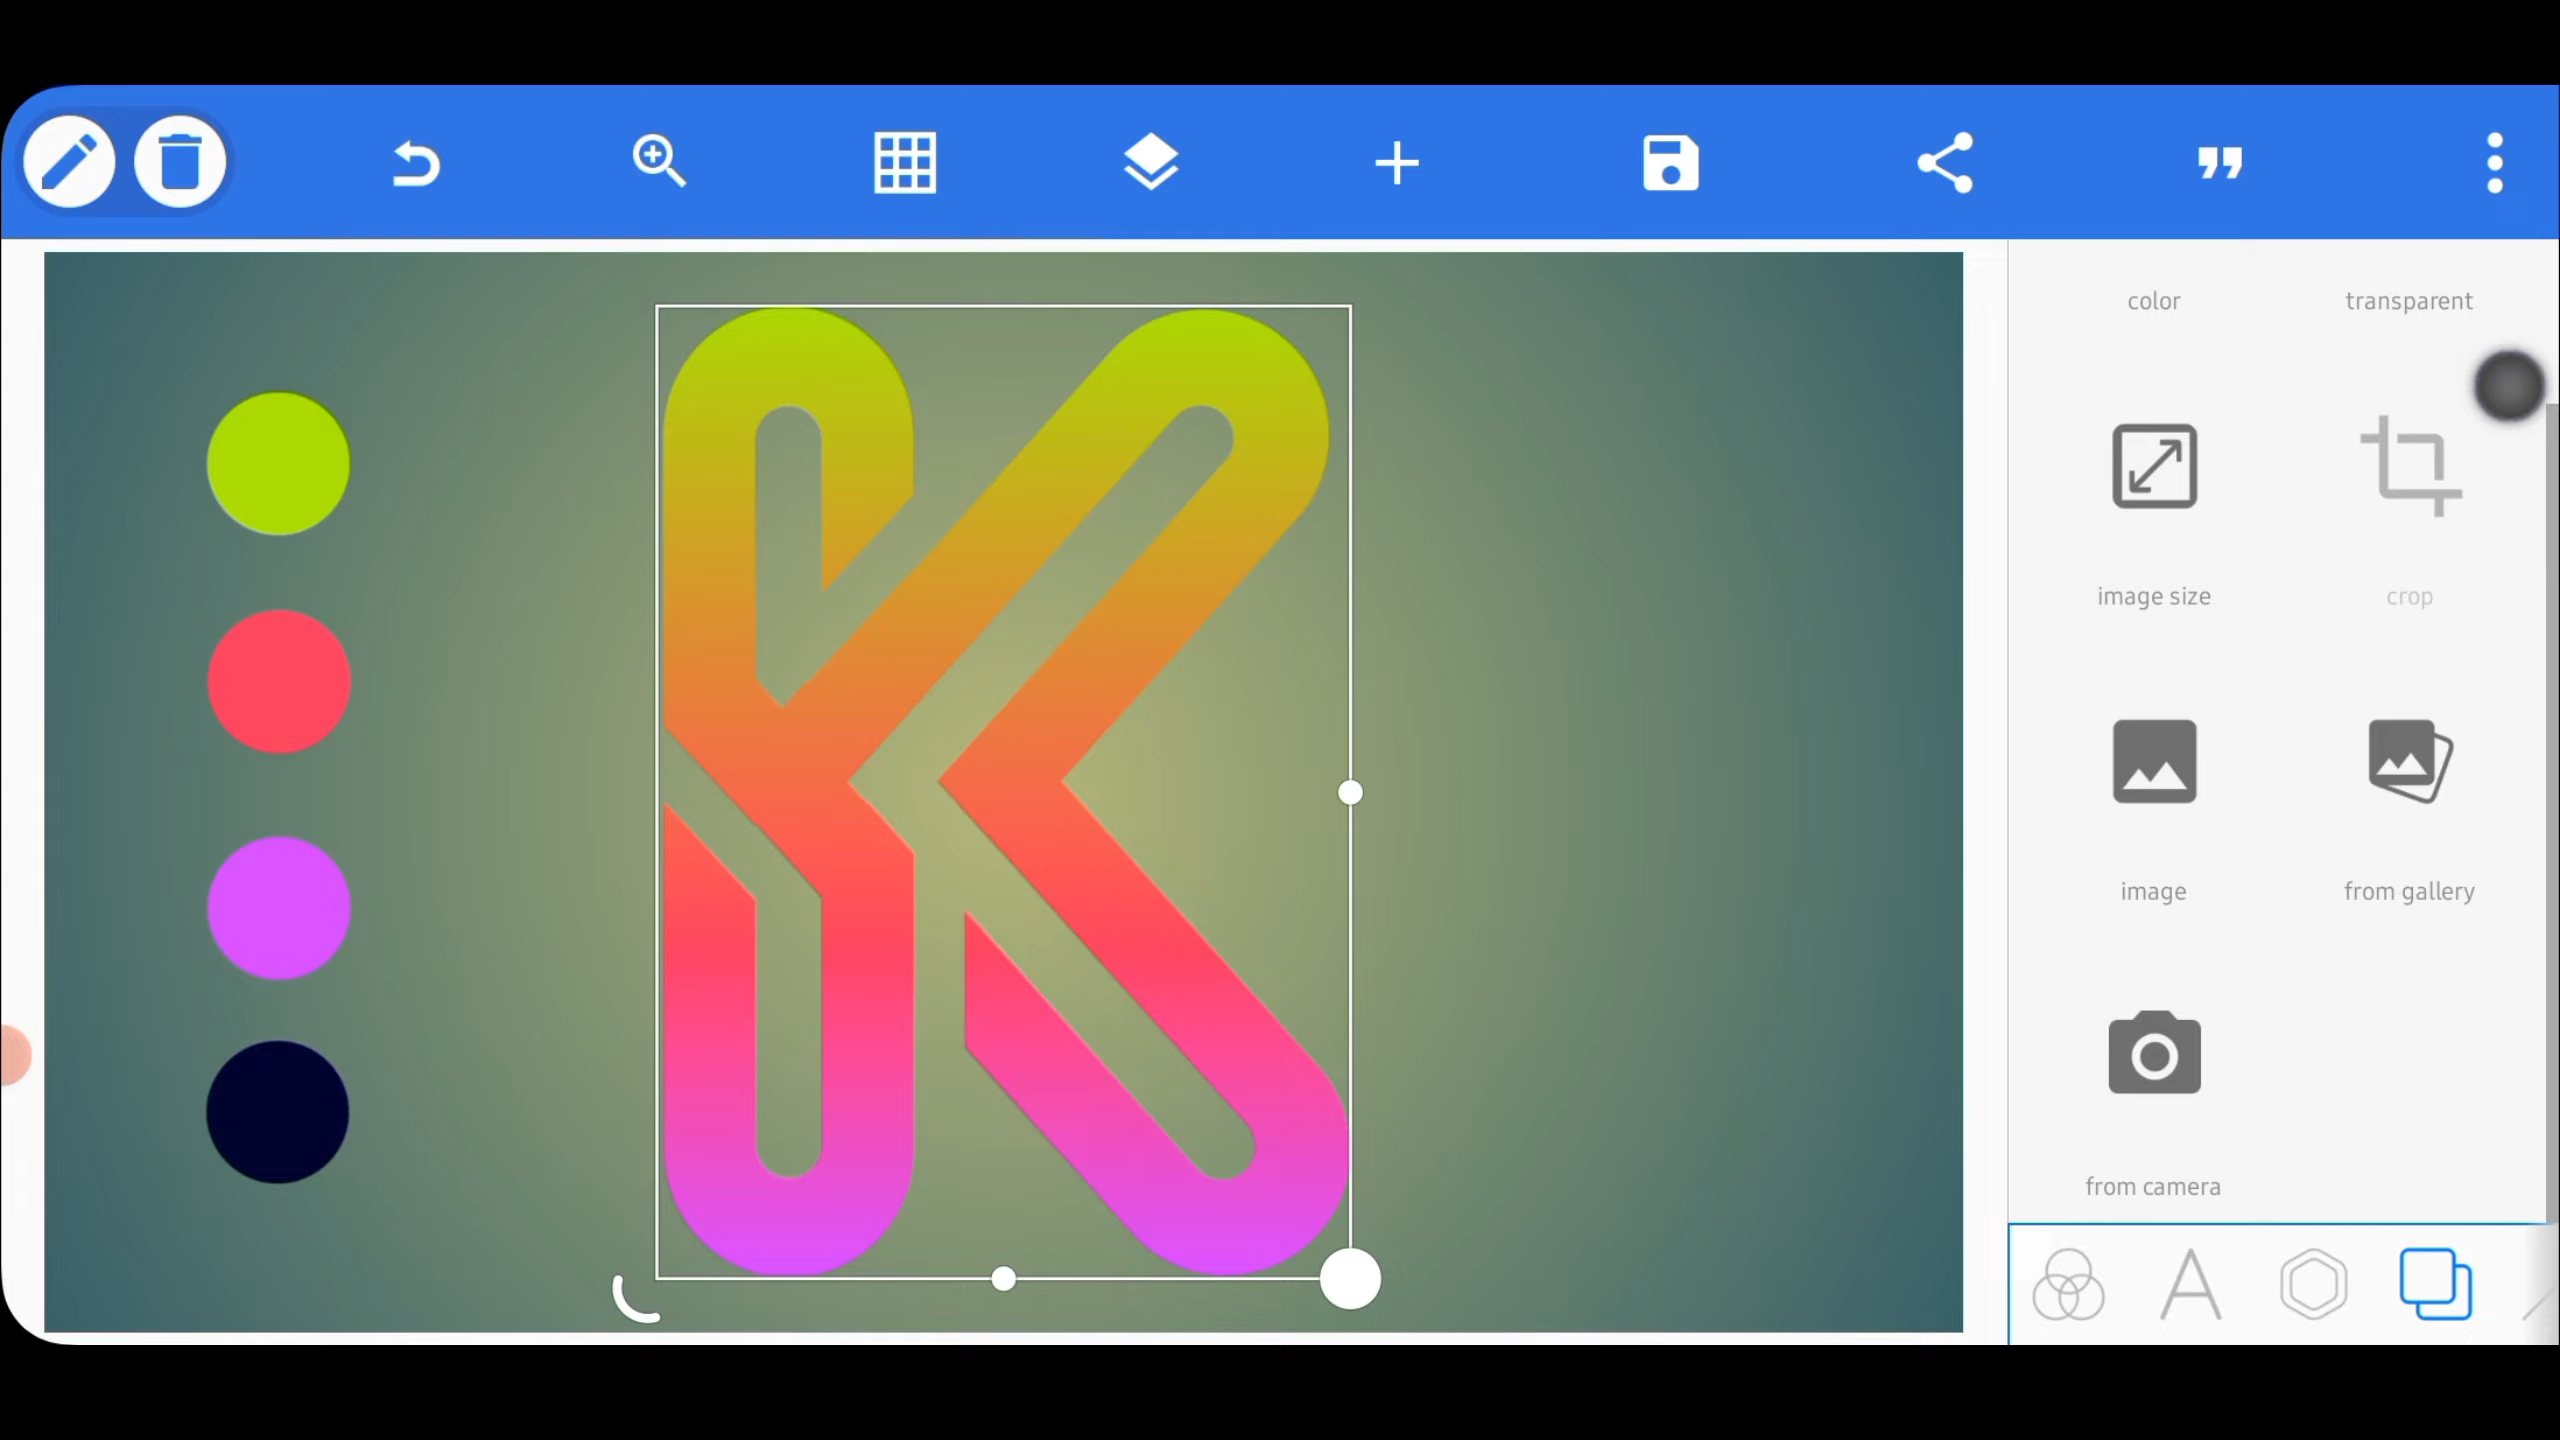 color
transparent
image size
crop
image
from gallery
from camera
K
A